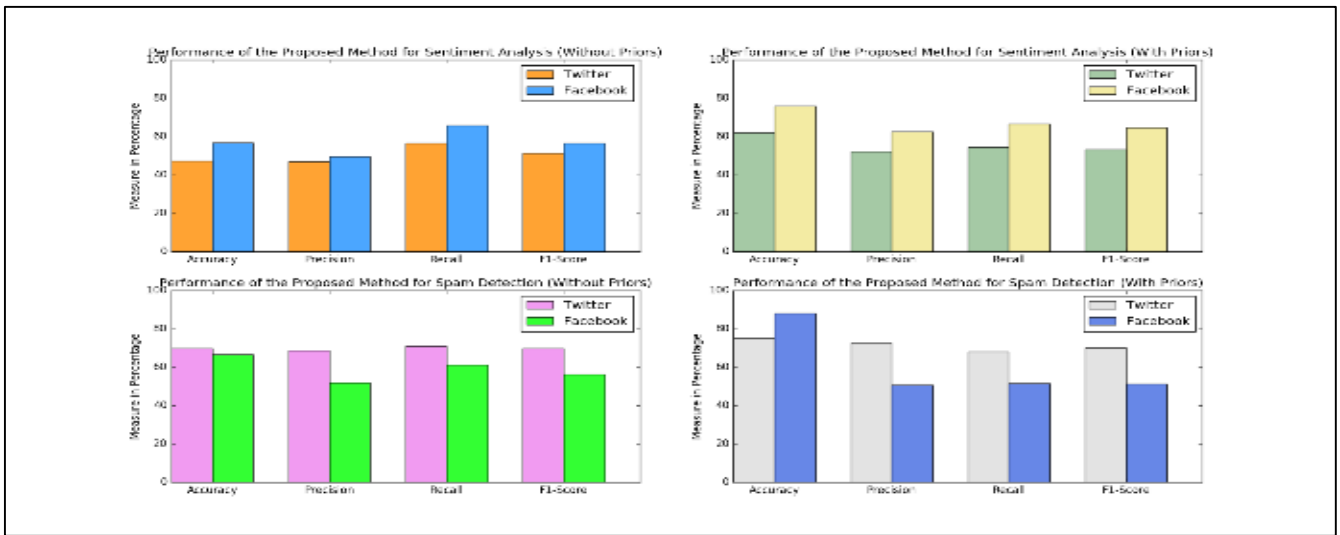 Performance of the Proposed Method for Sentiment Analysis (Without Priors)
100
80
60
40
20
0
Measure in Percentage
Twitter
Facebook
Accuracy Precision Recall F1-Score
Performance of the Proposed Method for Sentiment Analysis (With Priors)
100
80
60
40
20
0
Measure in Percentage
Twitter
Facebook
Accuracy Precision Recall F1-Score
Performance of the Proposed Method for Spam Detection (Without Priors)
100
80
60
40
20
0
Measure in Percentage
Twitter
Facebook
Accuracy Precision Recall F1-Score
Performance of the Proposed Method for Spam Detection (With Priors)
100
80
60
40
20
0
Measure in Percentage
Twitter
Facebook
Accuracy Precision Recall F1-Score